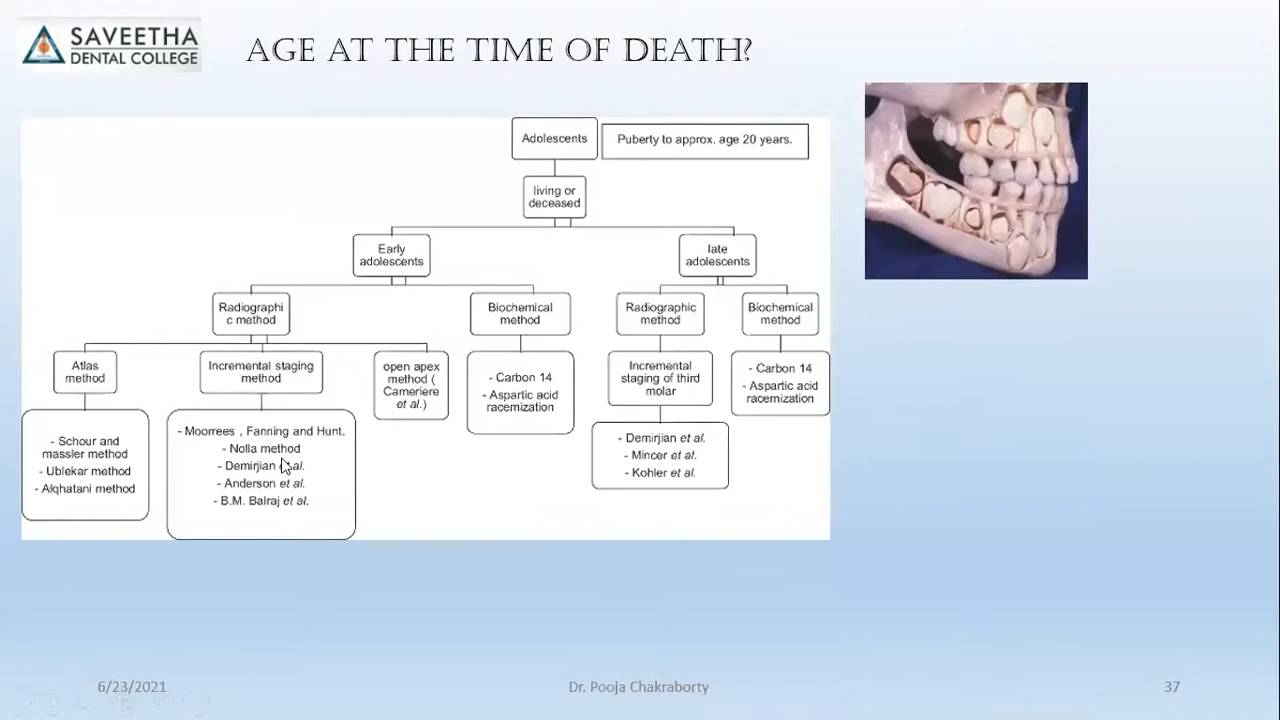 SAVEETHA
DENTAL COLLEGE
AGE AT THE TIME OF DEATH?
Adolescents
Puberty to approx. age 20 years.
living or
deceased
Early
adolescents
late
adolescents
Radiographi
c method
Biochemical
method
Radiographic
method
Biochemical
method
Atlas
method
Incremental staging
method
open apex
method (
Cameriere
et al.)
- Carbon 14
- Aspartic acid
racemization
Incremental
staging of third
molar
- Carbon 14
- Aspartic acid
racemization
- Schour and
massler method
- Ublekar method
- Alqhatani method
- Moorrees , Fanning and Hunt.
- Nolla method
- Demirjian et al.
- Anderson et al.
- B.M. Balraj et al.
- Demirjian et al.
- Mincer et al.
- Kohler et al.
6/23/2021
Dr. Pooja Chakraborty
37